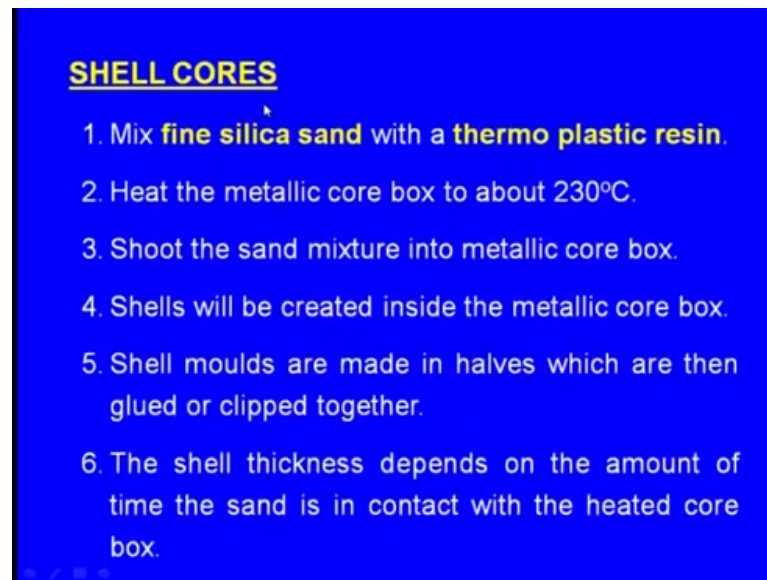 SHELL CORES
1. Mix fine silica sand with a thermo plastic resin.
2. Heat the metallic core box to about 230ºC.
3. Shoot the sand mixture into metallic core box.
4. Shells will be created inside the metallic core box.
5. Shell moulds are made in halves which are then
glued or clipped together.
6. The shell thickness depends on the amount of
time the sand is in contact with the heated core
box.